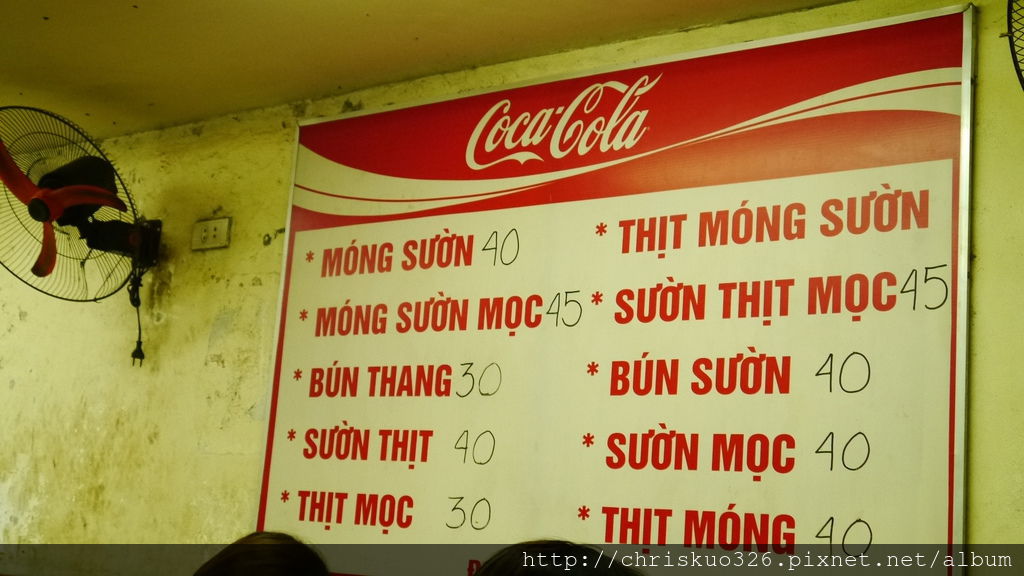 Coca-Cola
* MÓNG SƯỜN 40
* MÓNG SƯỜN MỌC 45
* BÚN THANG 30
* SƯỜN THỊT 40
* THỊT MỌC 30
* THỊT MÓNG SƯỜN
* SƯỜN THỊT MỌC 45
* BÚN SƯỜN 40
* SƯỜN MỌC 40
* THỊT MÓNG 40
http://chriskuo326.pixnet.net/album